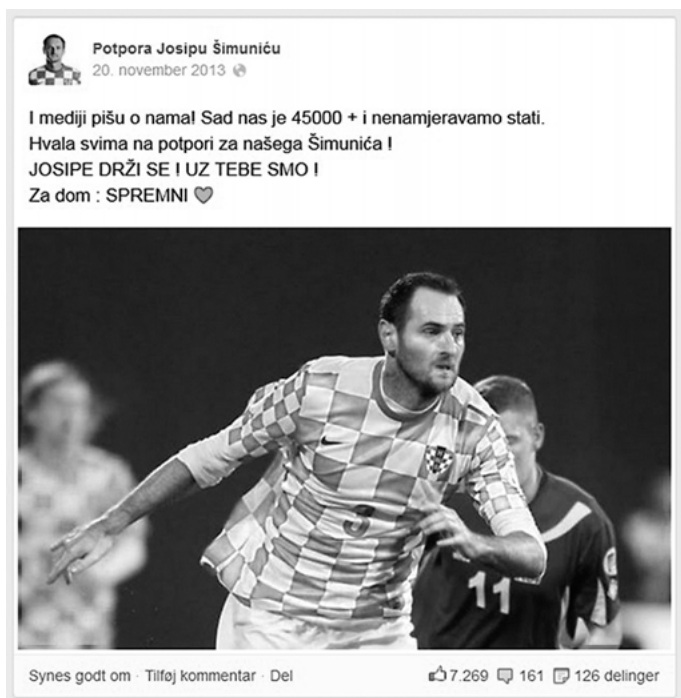 Potpora Josipu Šimuniću
20. november 2013
I mediji pišu o nama! Sad nas je 45000 + i nenamjeravamo stati.
Hvala svima na potpori za našega Šimunića !
JOSIPE DRŽI SE ! UZ TEBE SMO !
Za dom : SPREMNI
3
11
Synes godt om · Tilføj kommentar · Del
7.269 161 126 delinger